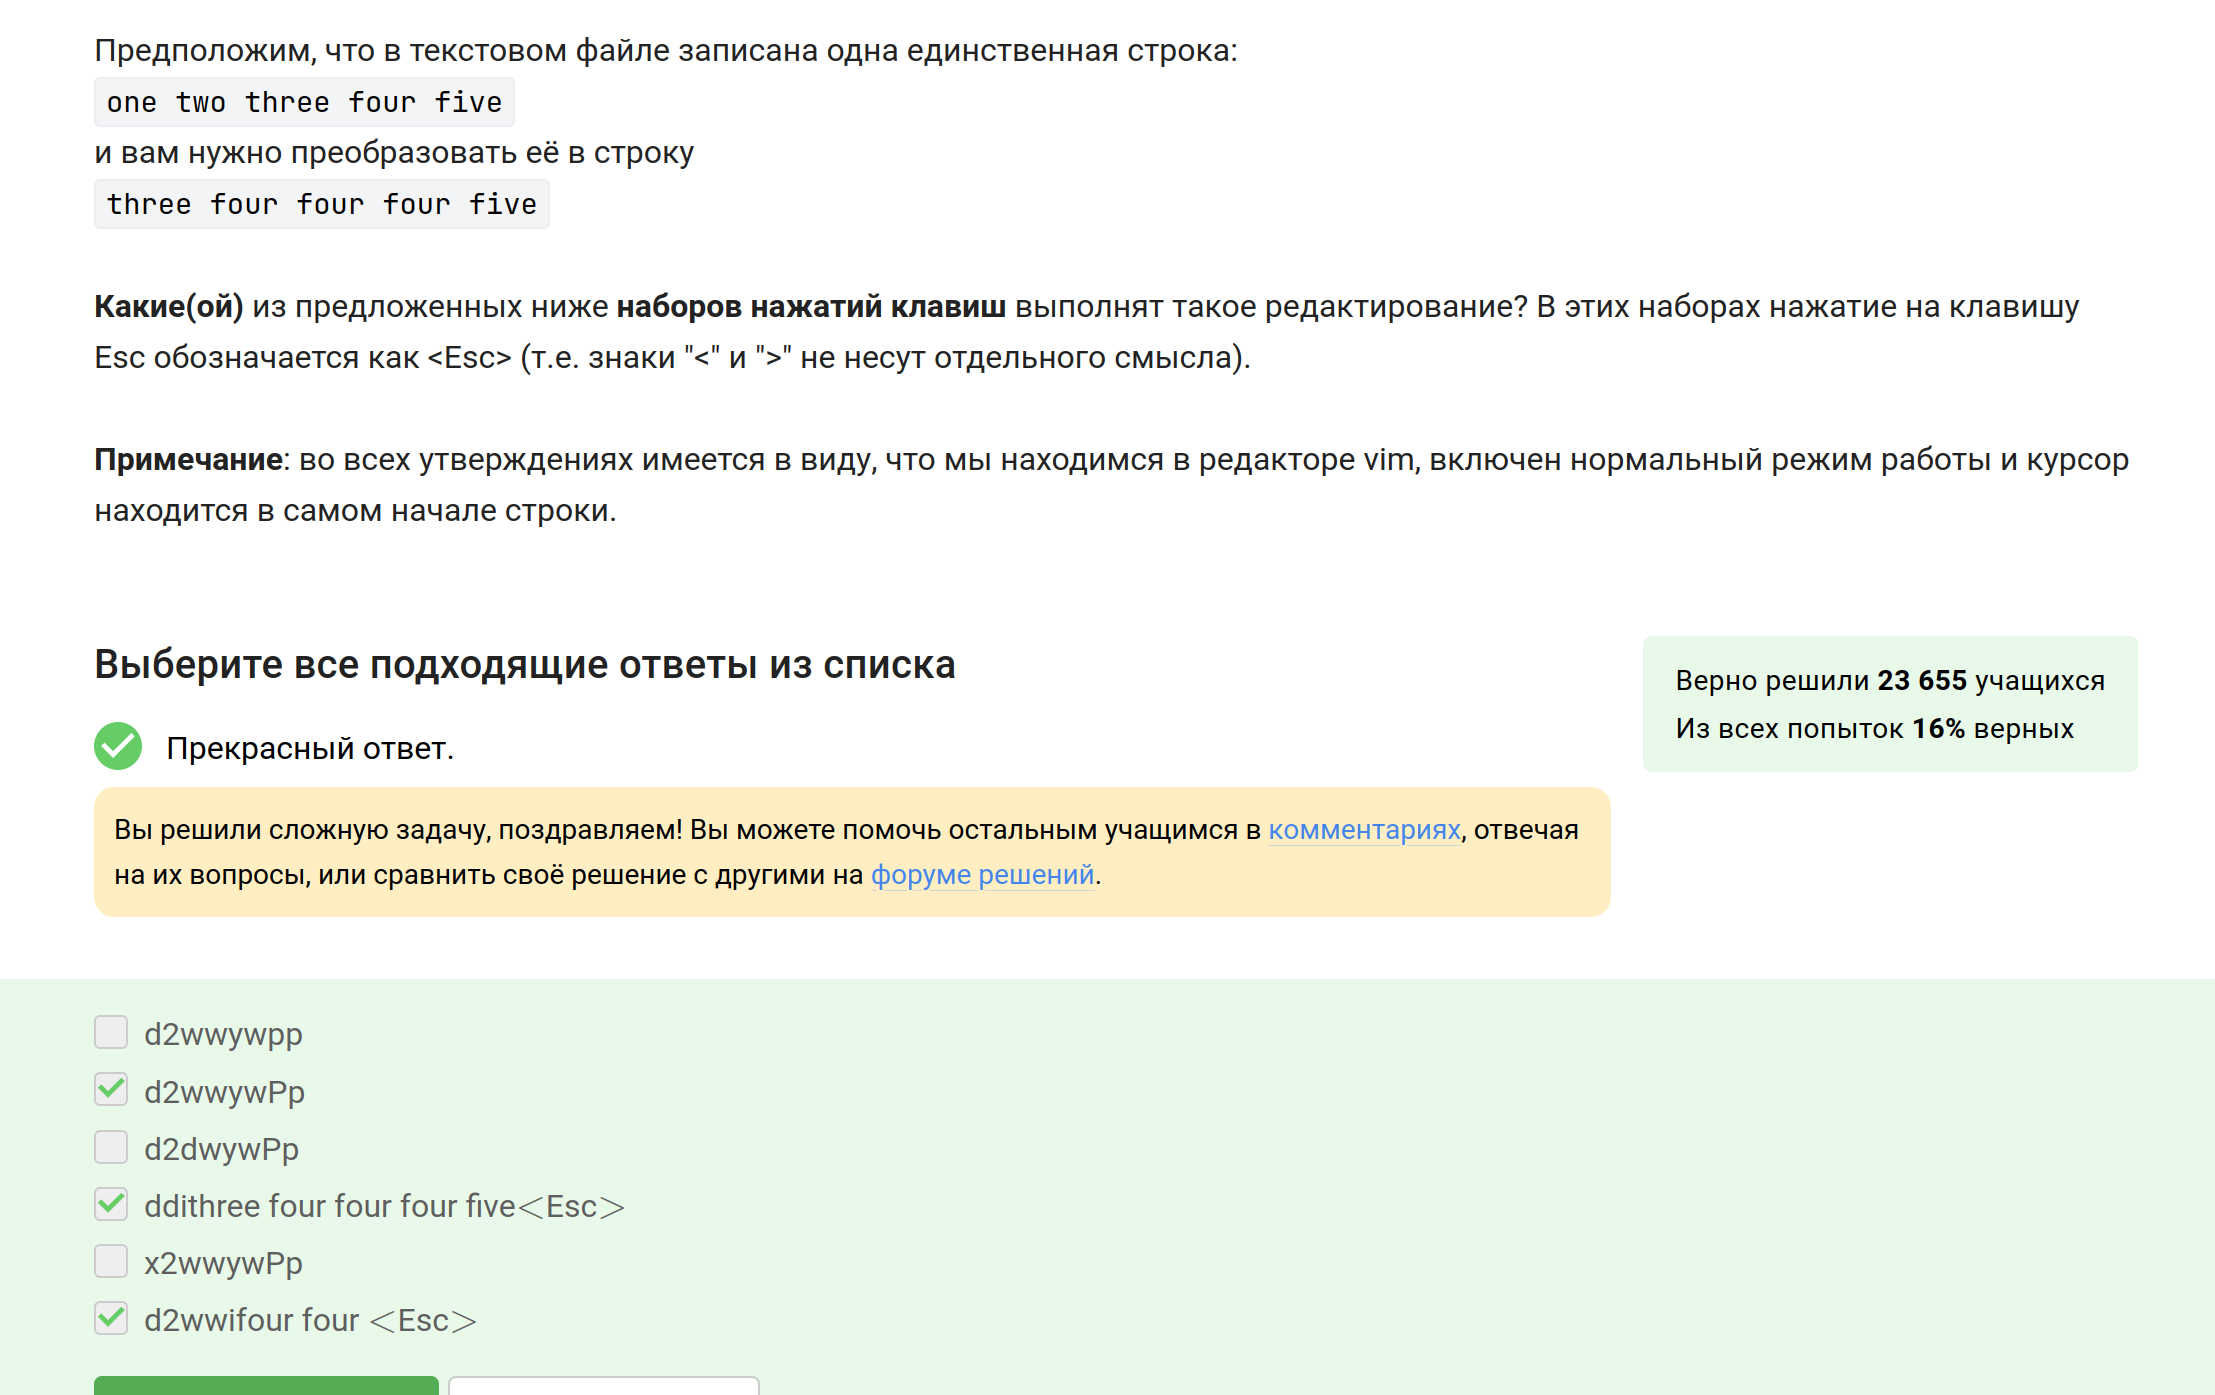 Предположим, что в текстовом файле записана одна единственная строка:
one two three four five
и вам нужно преобразовать её в строку
three four four four five
Какие(ой) из предложенных ниже наборов нажатий клавиш выполнят такое редактирование? В этих наборах нажатие на клавишу
Esc обозначается как <Esc> (т.е. знаки "<" и ">" не несут отдельного смысла).
Примечание: во всех утверждениях имеется в виду, что мы находимся в редакторе vim, включен нормальный режим работы и курсор
находится в самом начале строки.
Выберите все подходящие ответы из списка
Верно решили 23 655 учащихся
Из всех попыток 16% верных
Прекрасный ответ.
Вы решили сложную задачу, поздравляем! Вы можете помочь остальным учащимся в комментариях, отвечая
на их вопросы, или сравнить своё решение с другими на форуме решений.
d2wwywpp
d2wwywPp
d2dwywPp
ddithree four four four five<Esc>
x2wwywPp
d2wwifour four <Esc>